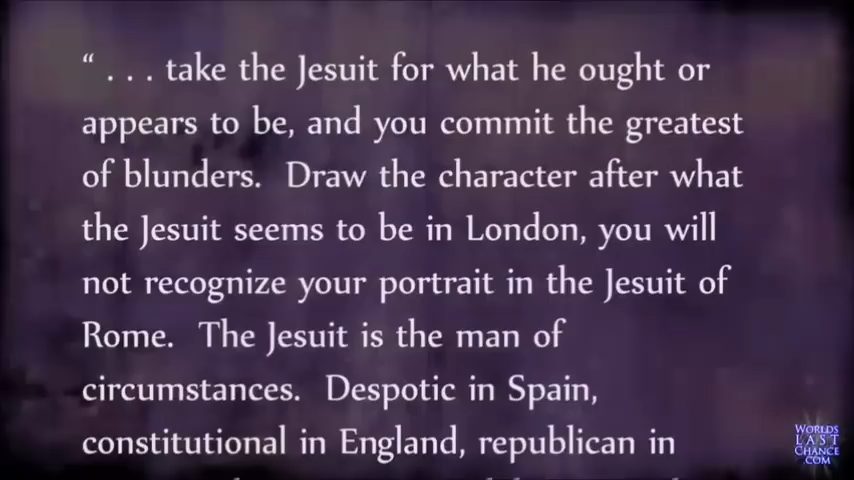 “ . . . take the Jesuit for what he ought or
appears to be, and you commit the greatest
of blunders.  Draw the character after what
the Jesuit seems to be in London, you will
not recognize your portrait in the Jesuit of
Rome.  The Jesuit is the man of
circumstances.  Despotic in Spain,
constitutional in England, republican in
WORLDS
LAST
CHANCE
.COM